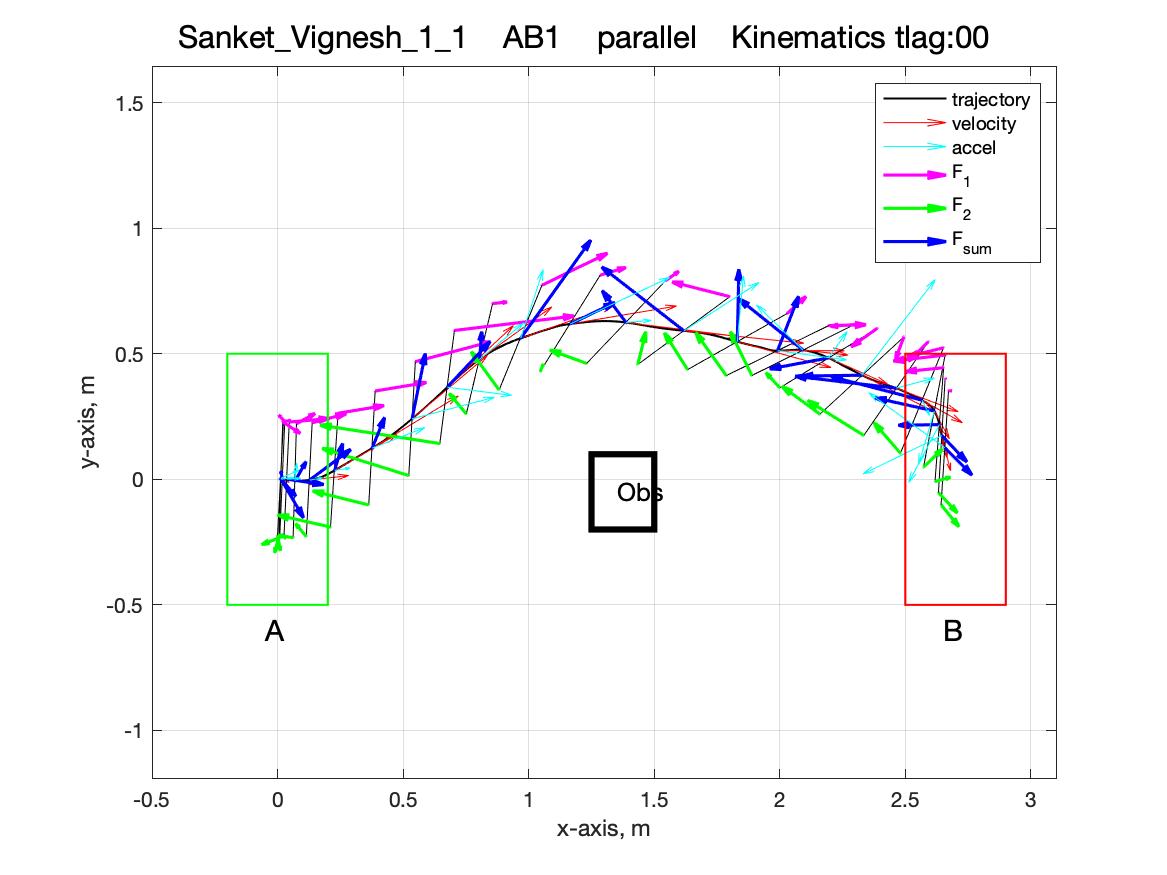 Sanket_Vignesh_1_1 AB1 parallel Kinematics tlag:00
trajectory
velocity
accel
F1
F2
Fsum
1.5
1
0.5
0
-0.5
-1
y-axis, m
Obs
A
B
-0.5 0 0.5 1 1.5 2 2.5 3
x-axis, m